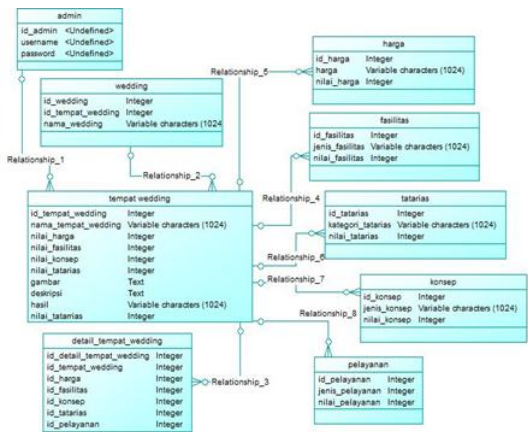 admin
id_admin <Undefined>
username <Undefined>
password <Undefined>
Relationship_1
wedding
id_wedding Integer
id_tempat_wedding Integer
nama_wedding Variable characters (1024
Relationship_2
Relationship_5
harga
id_harga Integer
harga Variable characters (1024)
nilai_harga Integer
fasilitas
id_fasilitas Integer
jenis_fasilitas Variable characters (1024)
nilai_fasilitas Integer
Relationship_4
tempat wedding
id_tempat_wedding Integer
nama_tempat_wedding Variable characters (1024)
nilai_harga Integer
nilai_fasilitas Integer
nilai_konsep Integer
nilai_tatarias Integer
gambar Text
deskripsi Text
hasil Variable characters (1024)
nilai_tatarrias Integer
tatarias
id_tatarias Integer
kategori_tatarias Variable characters (1024)
nilai_tatarias Integer
Relationship_6
Relationship_7
konsep
id_konsep Integer
jenis_konsep Variable characters (1024)
nilai_konsep Integer
Relationship_8
detail_tempat_wedding
id_detail_tempat_wedding Integer
id_tempat_wedding Integer
id_harga Integer
id_fasilitas Integer
id_konsep Integer
id_tatarias Integer
id_pelayanan Integer
Relationship_3
pelayanan
id_pelayanan Integer
jenis_pelayanan Integer
nilai_pelayanan Integer